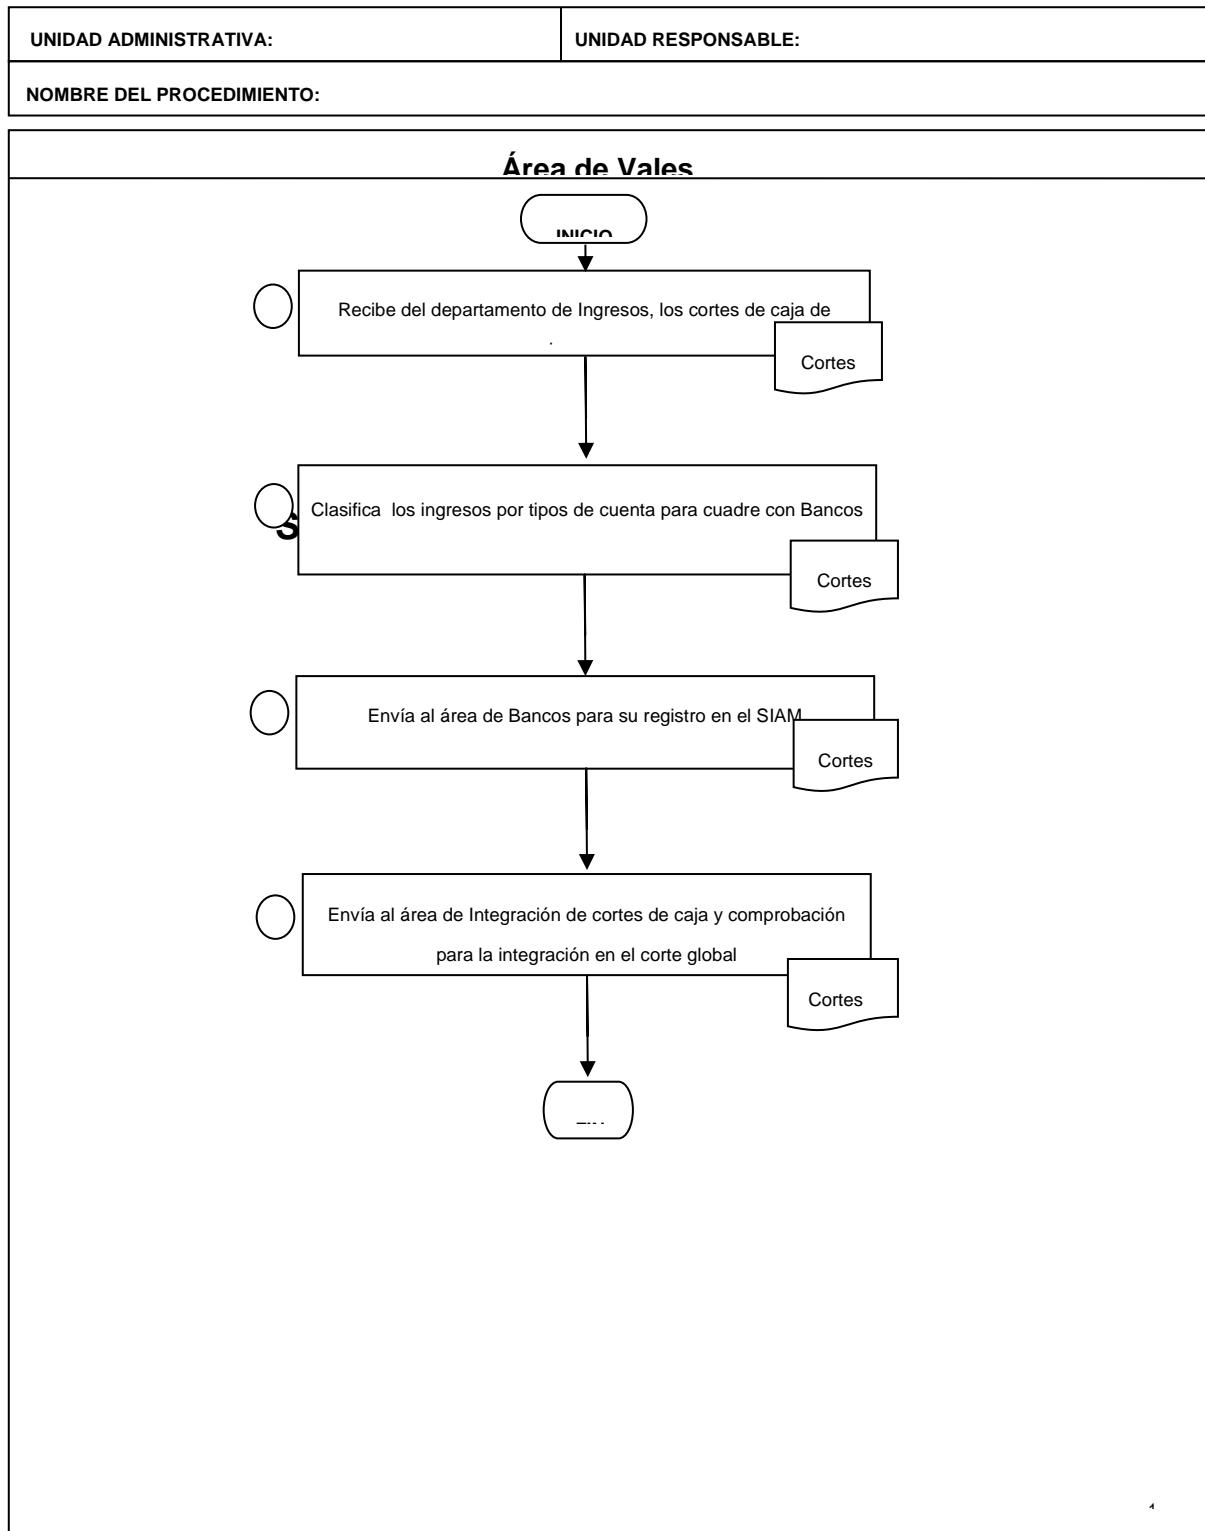 UNIDAD ADMINISTRATIVA:
UNIDAD RESPONSABLE:
NOMBRE DEL PROCEDIMIENTO:
Área de Vales
INICIO
Recibe del departamento de Ingresos, los cortes de caja de
.
Cortes
S
Clasifica los ingresos por tipos de cuenta para cuadre con Bancos
Cortes
Envía al área de Bancos para su registro en el SIAM
Cortes
Envía al área de Integración de cortes de caja y comprobación
para la integración en el corte global
Cortes